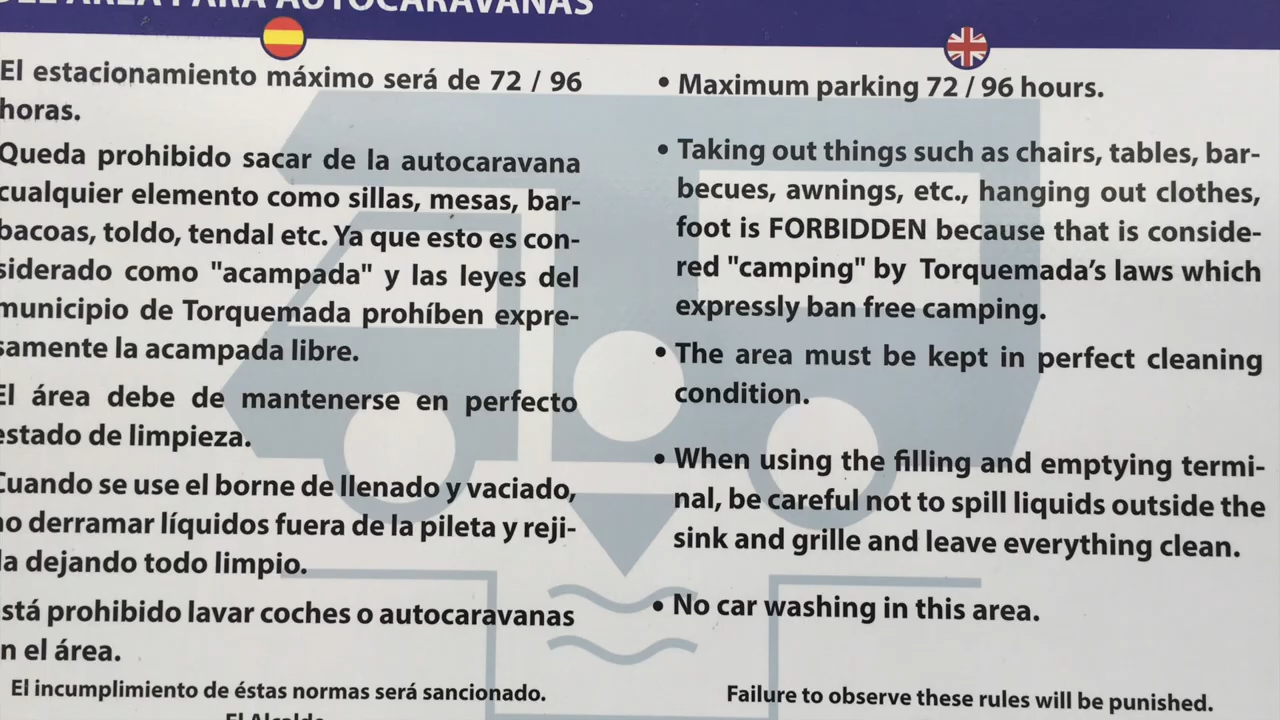 ÁREA PARA AUTOCARAVANAS
El estacionamiento máximo será de 72 / 96
horas.
Queda prohibido sacar de la autocaravana
cualquier elemento como sillas, mesas, bar-
bacoas, toldo, tendal etc. Ya que esto es con-
siderado como "acampada" y las leyes del
municipio de Torquemada prohíben expre-
samente la acampada libre.
El área debe de mantenerse en perfecto
estado de limpieza.
Cuando se use el borne de llenado y vaciado,
no derramar líquidos fuera de la pileta y reji-
la dejando todo limpio.
stá prohibido lavar coches o autocaravanas
n el área.
El incumplimiento de éstas normas será sancionado.
El Alcalde
• Maximum parking 72 / 96 hours.
• Taking out things such as chairs, tables, bar-
becues, awnings, etc., hanging out clothes,
foot is FORBIDDEN because that is conside-
red "camping" by Torquemada's laws which
expressly ban free camping.
• The area must be kept in perfect cleaning
condition.
• When using the filling and emptying termi-
nal, be careful not to spill liquids outside the
sink and grille and leave everything clean.
• No car washing in this area.
Failure to observe these rules will be punished.